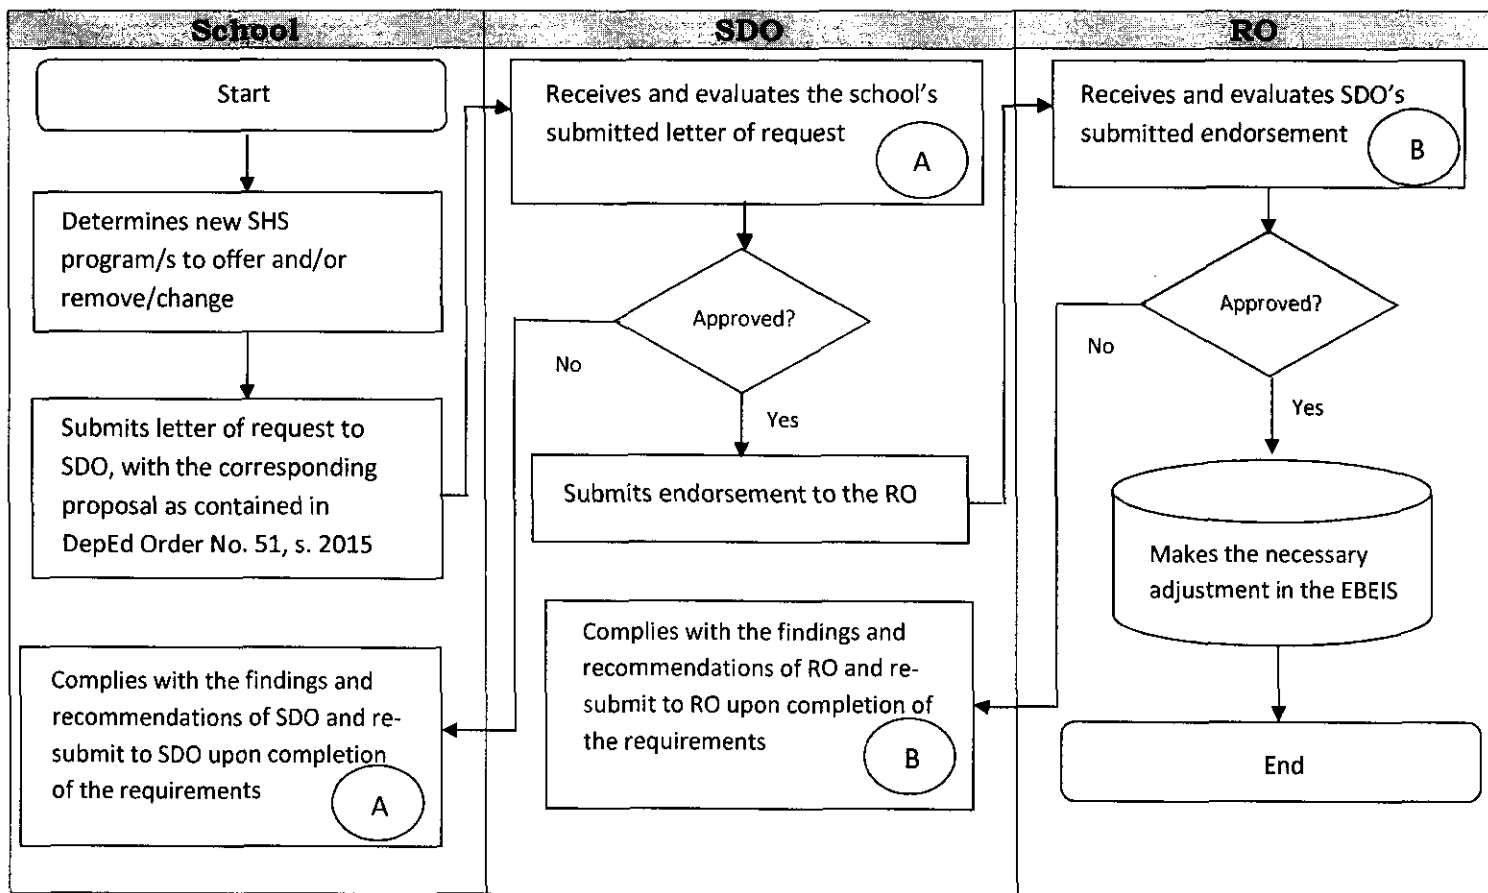 School
Start
Determines new SHS
program/s to offer and/or
remove/change
Submits letter of request to
SDO, with the corresponding
proposal as contained in
DepEd Order No. 51, s. 2015
Complies with the findings and
recommendations of SDO and re-
submit to SDO upon completion
of the requirements
A
SDO
Receives and evaluates the school's
submitted letter of request
A
Approved?
No
Yes
Submits endorsement to the RO
Complies with the findings and
recommendations of RO and re-
submit to RO upon completion of
the requirements
B
RO
Receives and evaluates SDO's
submitted endorsement
B
Approved?
No
Yes
Makes the necessary
adjustment in the EBEIS
End